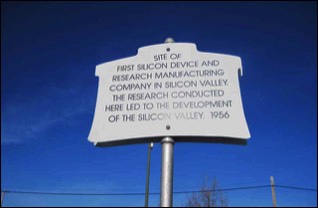 SITE OF
FIRST SILICON DEVICE AND
RESEARCH MANUFACTURING
COMPANY IN SILICON VALLEY.
THE RESEARCH CONDUCTED
HERE LED TO THE DEVELOPMENT
OF THE SILICON VALLEY. 1956